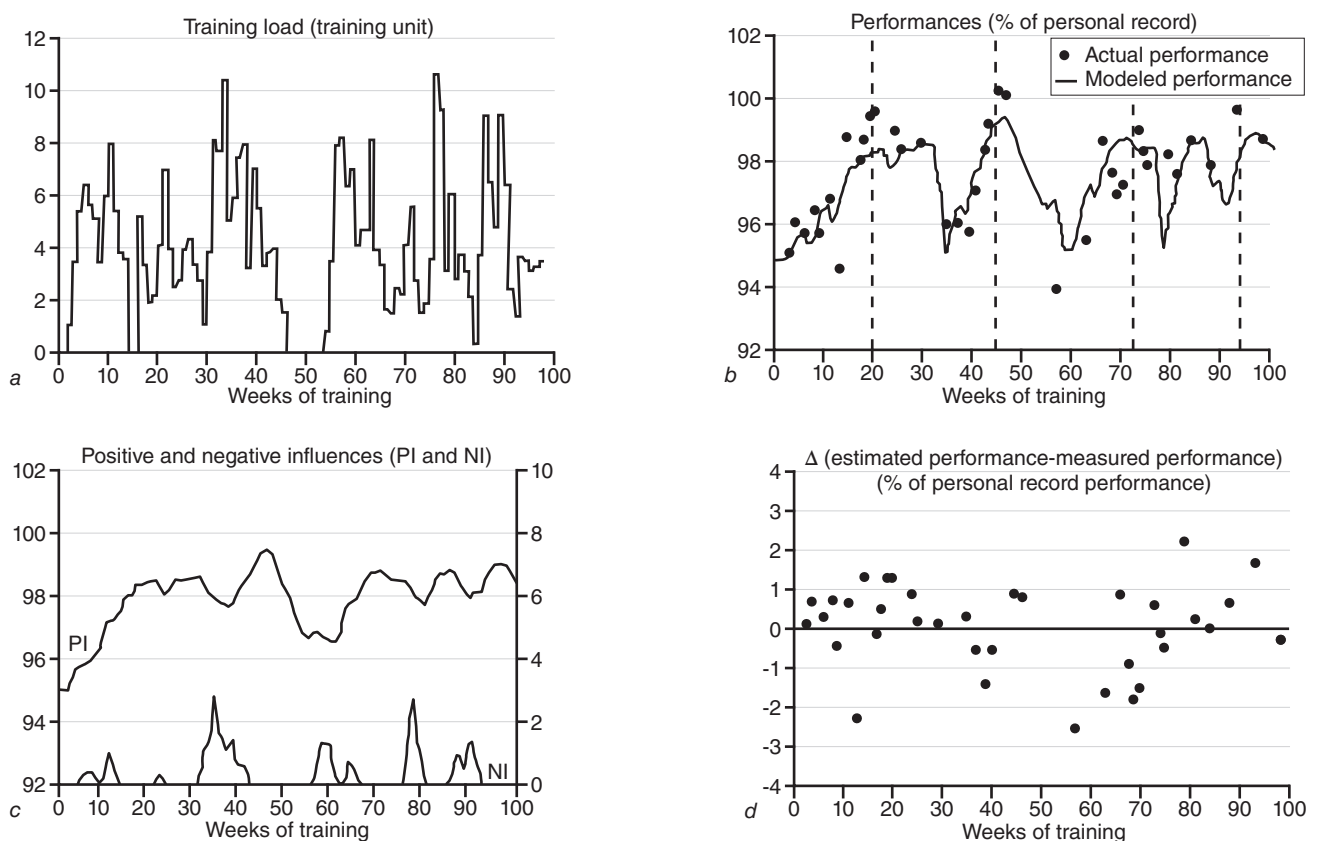 Training load (training unit)
12
10
8
6
4
2
0
0 10 20 30 40 50 60 70 80 90 100
Weeks of training
a
Performances (% of personal record)
Actual performance
Modeled performance
102
100
98
96
94
92
0 10 20 30 40 50 60 70 80 90 100
Weeks of training
b
Positive and negative influences (PI and NI)
102 10
100 8
98 6
96 4
94 2
92 0
PI
NI
0 10 20 30 40 50 60 70 80 90 100
Weeks of training
c
Δ (estimated performance-measured performance)
(% of personal record performance)
4
3
2
1
0
-1
-2
-3
-4
0 10 20 30 40 50 60 70 80 90 100
Weeks of training
d